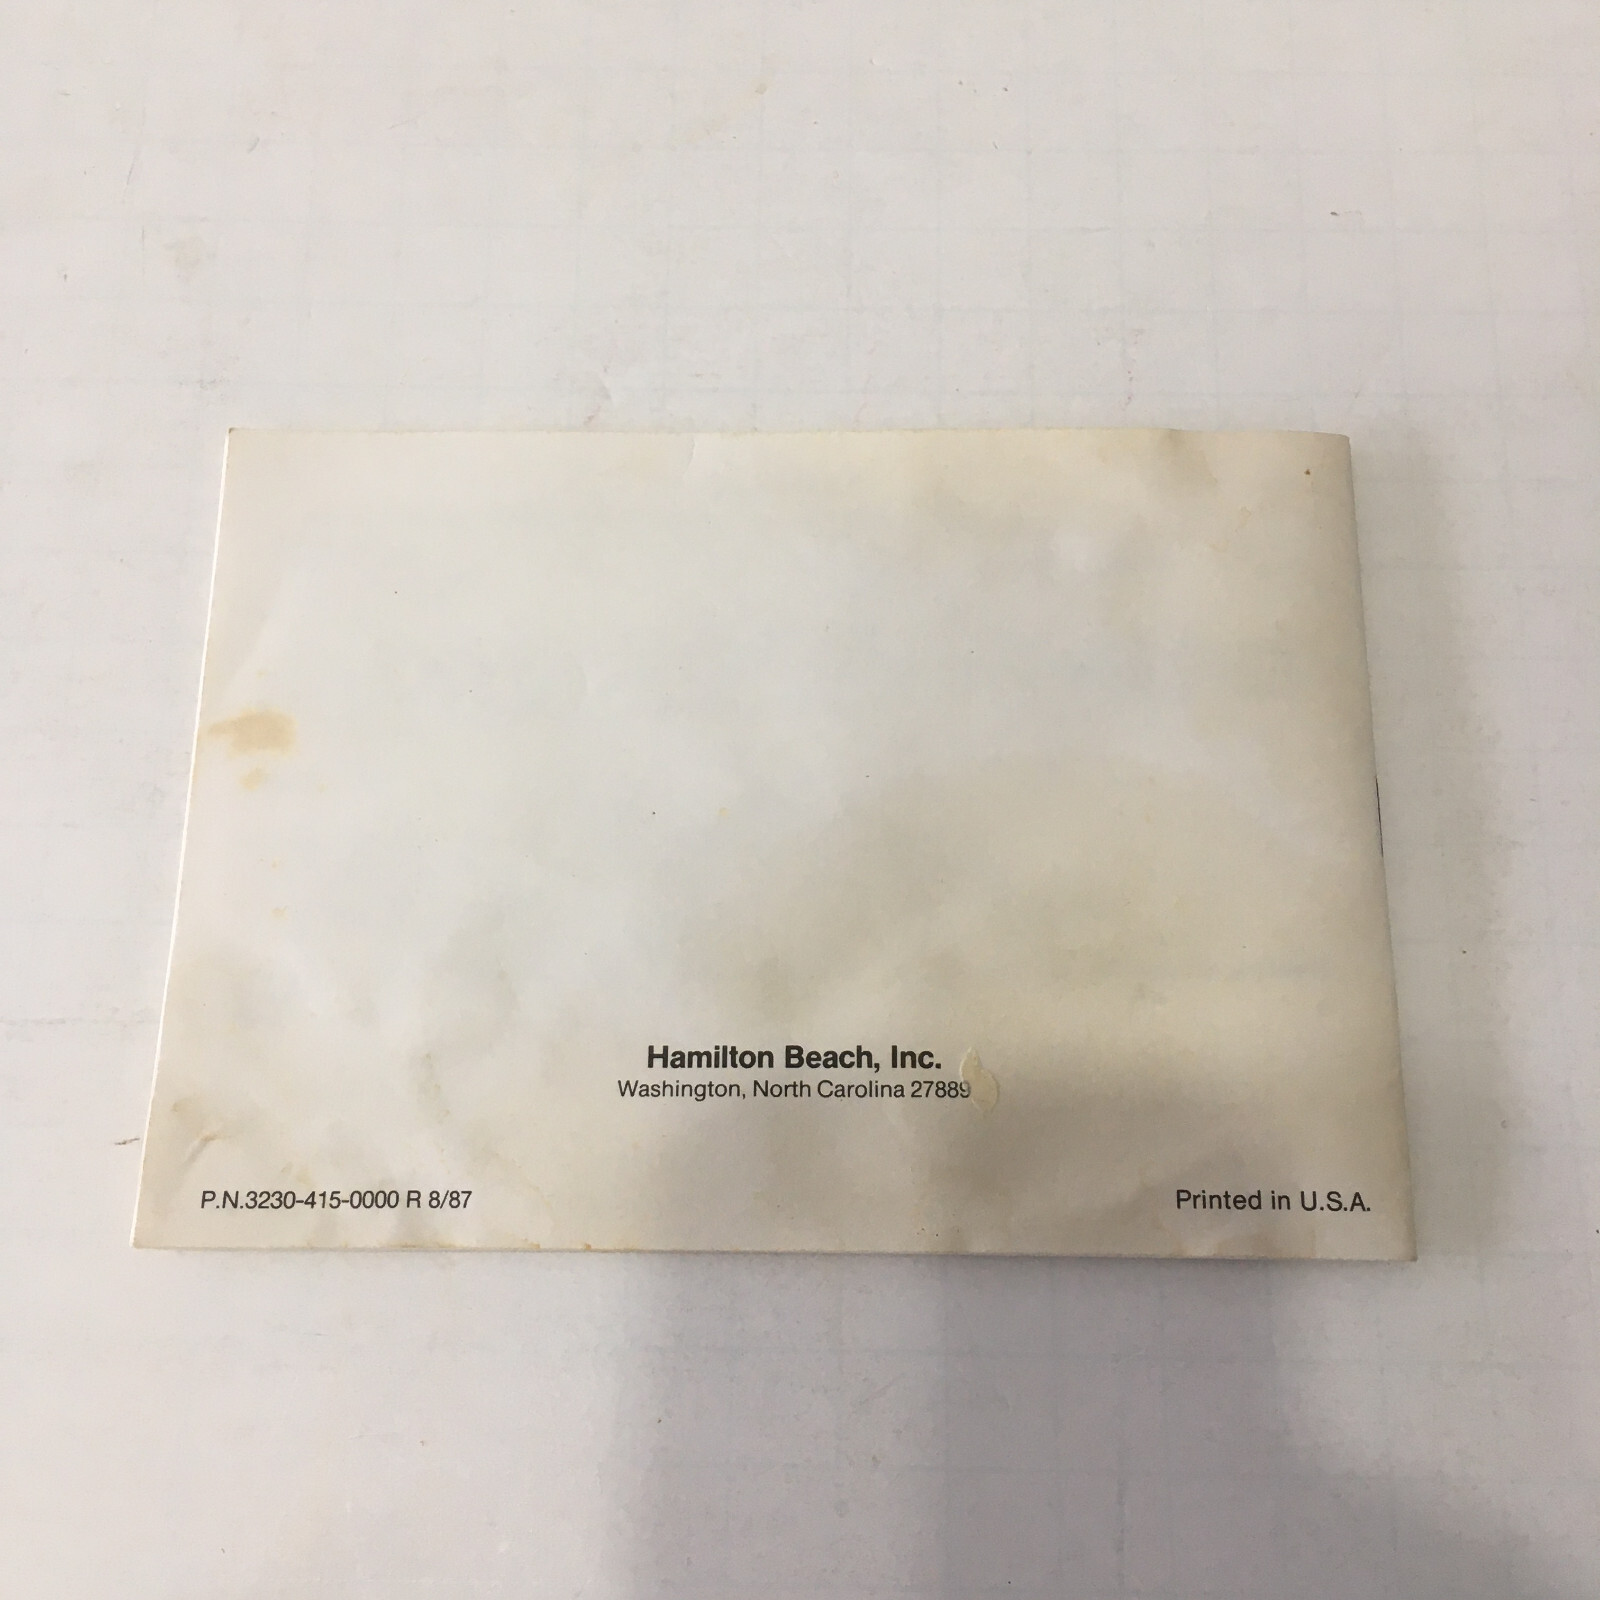 Hamilton Beach, Inc.
Washington, North Carolina 27889
P.N.3230-415-0000 R 8/87
Printed in U.S.A.